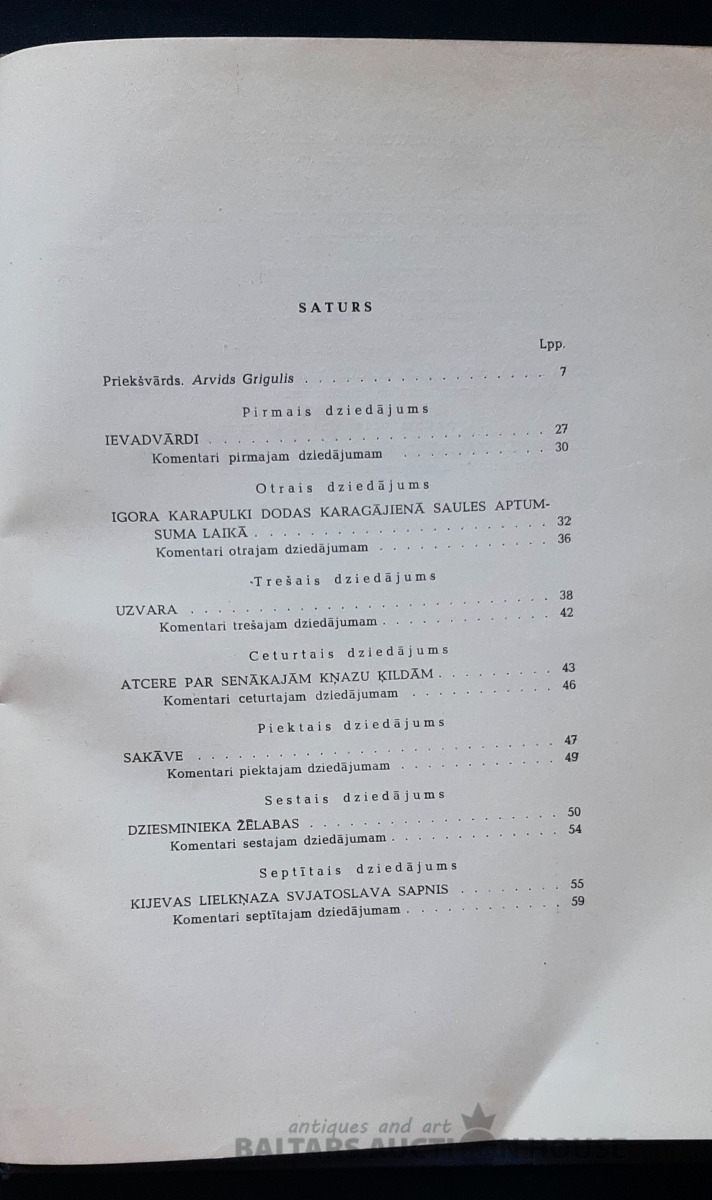 SATURS
Lpp.
Priekšvārds. Arvids Grigulis . . . . . . . . . . . . . . . . . . 7
Pirmais dziedājums
IEVADVĀRDI . . . . . . . . . . . . . . . . . . . . . . . . . 27
Komentari pirmajam dziedājumam . . . . . . . . . . . 30
Otrais dziedājums
IGORA KARAPULKI DODAS KARAGĀJIENĀ SAULES APTUM-
SUMA LAIKĀ . . . . . . . . . . . . . . . . . . . . . . 32
Komentari otrajam dziedājumam . . . . . . . . . . . . . 36
Trešais dziedājums
UZVARA . . . . . . . . . . . . . . . . . . . . . . . . . . . 38
Komentari trešajam dziedājumam . . . . . . . . . . . . . 42
Ceturtais dziedājums
ATCERE PAR SENĀKAJĀM KŅAZU ĶILDĀM . . . . . . . . . 43
Komentari ceturtajam dziedājumam . . . . . . . . . . . 46
Piektais dziedājums
SAKĀVE . . . . . . . . . . . . . . . . . . . . . . . . . . . 47
Komentari piektajam dziedājumam . . . . . . . . . . . . 49
Sestais dziedājums
DZIESMINIEKA ŽĒLABAS . . . . . . . . . . . . . . . . . . . 50
Komentari sestajam dziedājumam . . . . . . . . . . . . . 54
Septītais dziedājums
KIJEVAS LIELKŅAZA SVJATOSLAVA SAPNIS . . . . . . . . 55
Komentari septītajam dziedājumam . . . . . . . . . . . . 59
antiques and art
BALTARS AUCTION HOUSE